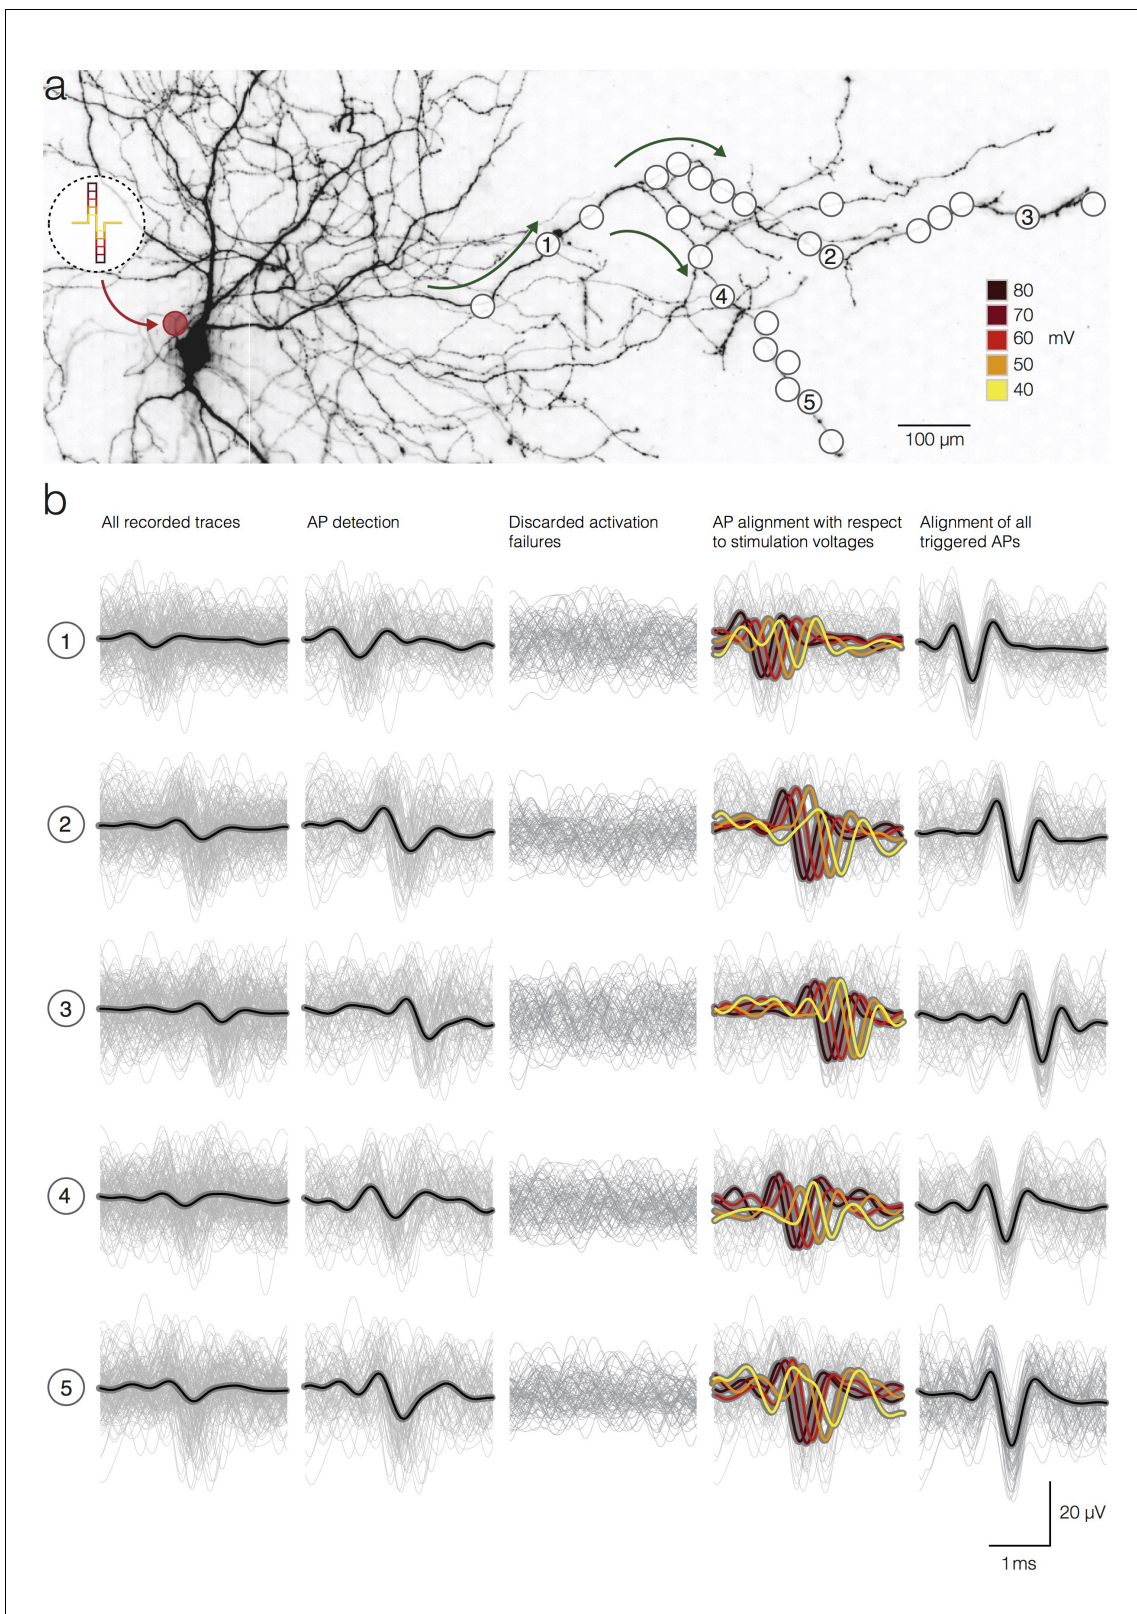 a
1
2
3
4
5
80
70
60 mV
50
40
100 µm
b
All recorded traces
AP detection
Discarded activation
failures
AP alignment with respect
to stimulation voltages
Alignment of all
triggered APs
1
2
3
4
5
20 µV
1ms